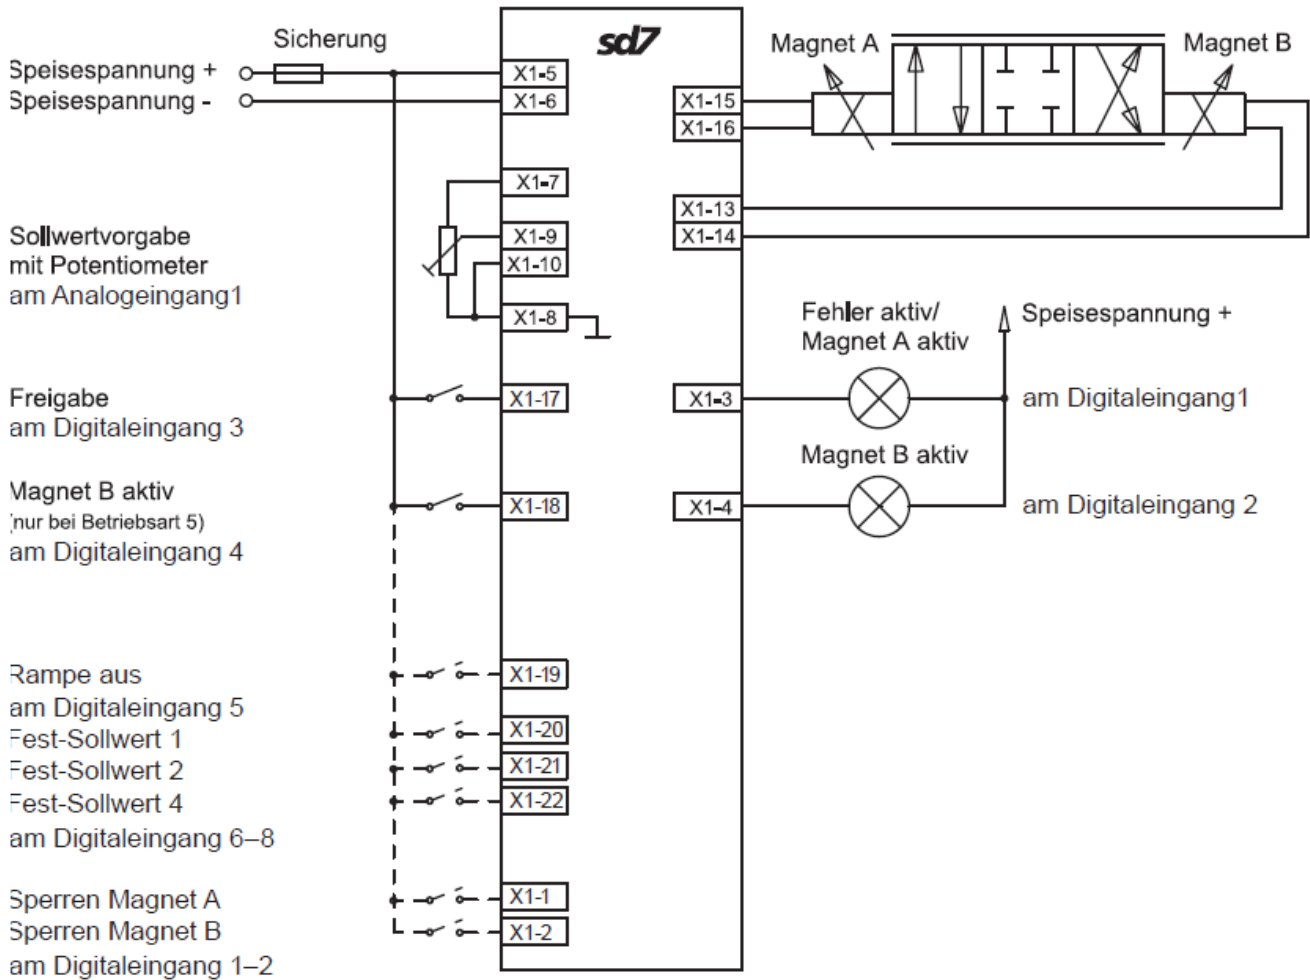 sd7
Sicherung
Speisespannung +
Speisespannung -
X1-5
X1-6
X1-15
X1-16
Magnet A
Magnet B
X1-7
X1-13
X1-14
Sollwertvorgabe
mit Potentiometer
am Analogeingang1
X1-9
X1-10
X1-8
Fehler aktiv/
Magnet A aktiv
Speisespannung +
Freigabe
am Digitaleingang 3
X1-17
X1-3
am Digitaleingang1
Magnet B aktiv
Magnet B aktiv
(nur bei Betriebsart 5)
am Digitaleingang 4
X1-18
X1-4
am Digitaleingang 2
Rampe aus
am Digitaleingang 5
X1-19
Fest-Sollwert 1
X1-20
Fest-Sollwert 2
X1-21
Fest-Sollwert 4
X1-22
am Digitaleingang 6–8
Sperren Magnet A
X1-1
Sperren Magnet B
X1-2
am Digitaleingang 1–2